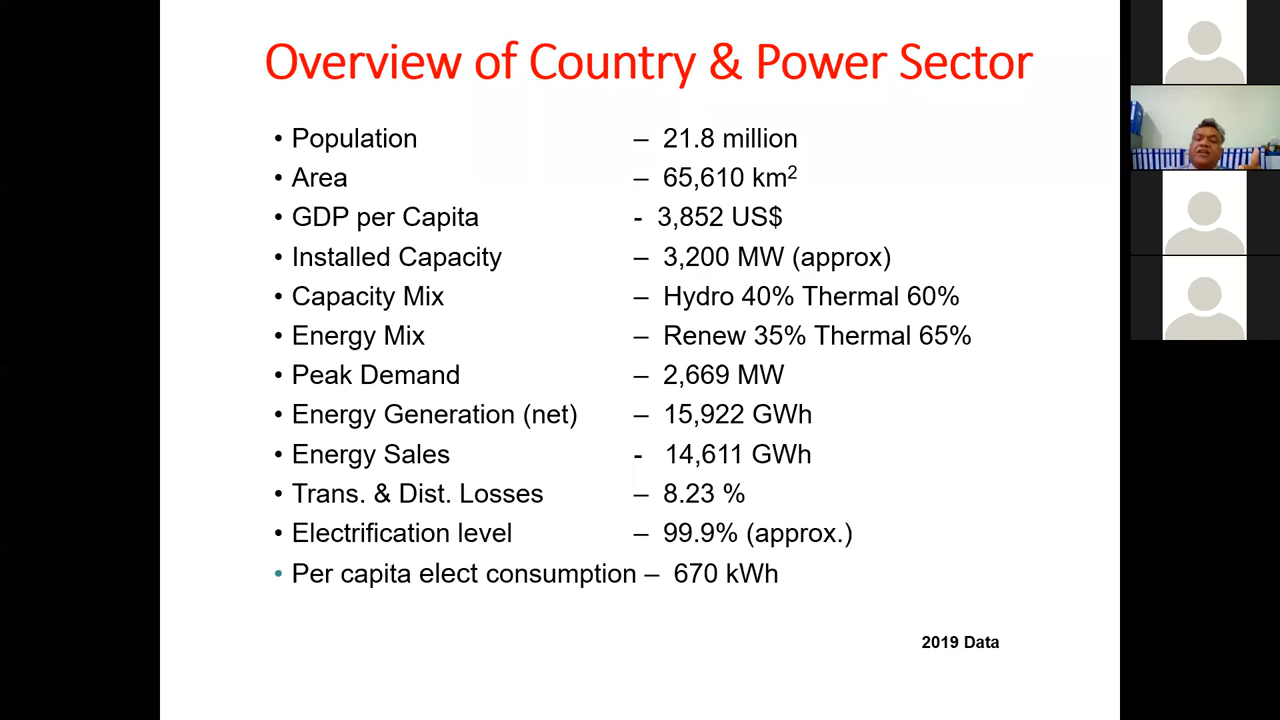 Overview of Country & Power Sector
• Population – 21.8 million
• Area – 65,610 km²
• GDP per Capita - 3,852 US$
• Installed Capacity – 3,200 MW (approx)
• Capacity Mix – Hydro 40% Thermal 60%
• Energy Mix – Renew 35% Thermal 65%
• Peak Demand – 2,669 MW
• Energy Generation (net) – 15,922 GWh
• Energy Sales - 14,611 GWh
• Trans. & Dist. Losses – 8.23 %
• Electrification level – 99.9% (approx.)
• Per capita elect consumption – 670 kWh
2019 Data